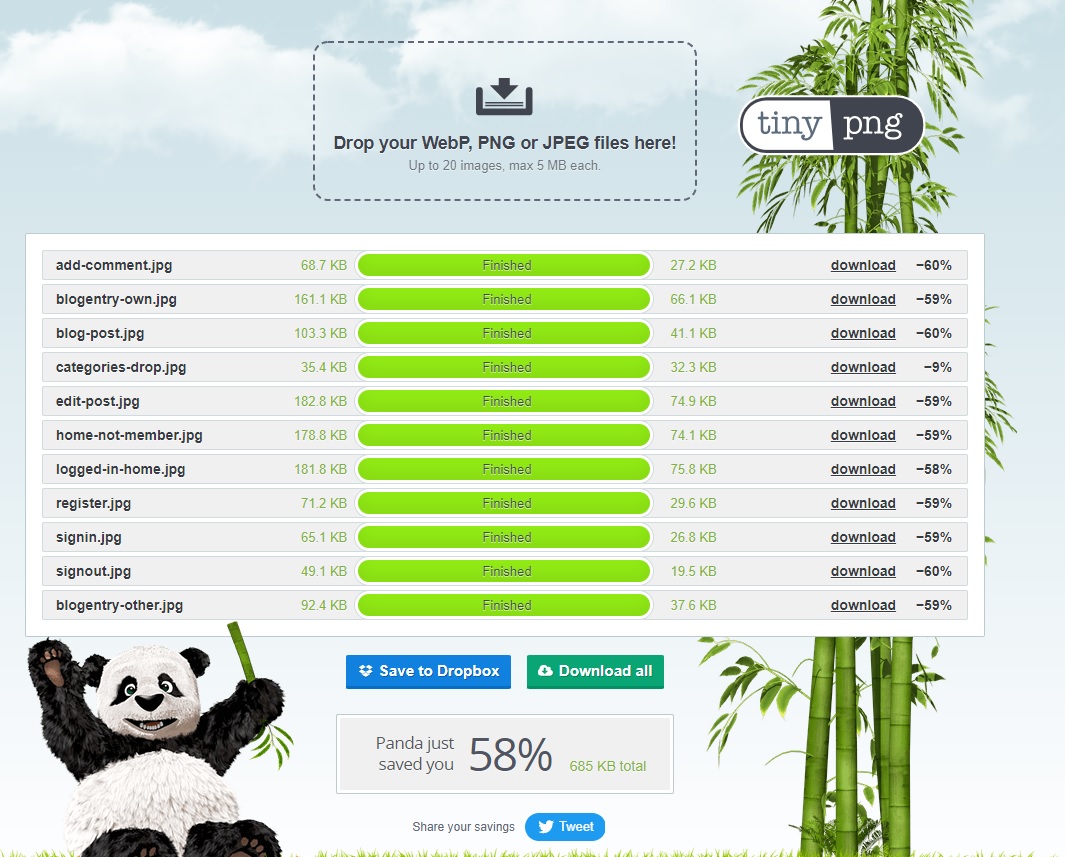 Drop your WebP, PNG or JPEG files here!
Up to 20 images, max 5 MB each.
tiny png
add-comment.jpg 68.7 KB Finished 27.2 KB download −60%
blogentry-own.jpg 161.1 KB Finished 66.1 KB download −59%
blog-post.jpg 103.3 KB Finished 41.1 KB download −60%
categories-drop.jpg 35.4 KB Finished 32.3 KB download −9%
edit-post.jpg 182.8 KB Finished 74.9 KB download −59%
home-not-member.jpg 178.8 KB Finished 74.1 KB download −59%
logged-in-home.jpg 181.8 KB Finished 75.8 KB download −58%
register.jpg 71.2 KB Finished 29.6 KB download −59%
signin.jpg 65.1 KB Finished 26.8 KB download −59%
signout.jpg 49.1 KB Finished 19.5 KB download −60%
blogentry-other.jpg 92.4 KB Finished 37.6 KB download −59%
Save to Dropbox Download all
Panda just
saved you 58% 685 KB total
Share your savings Tweet